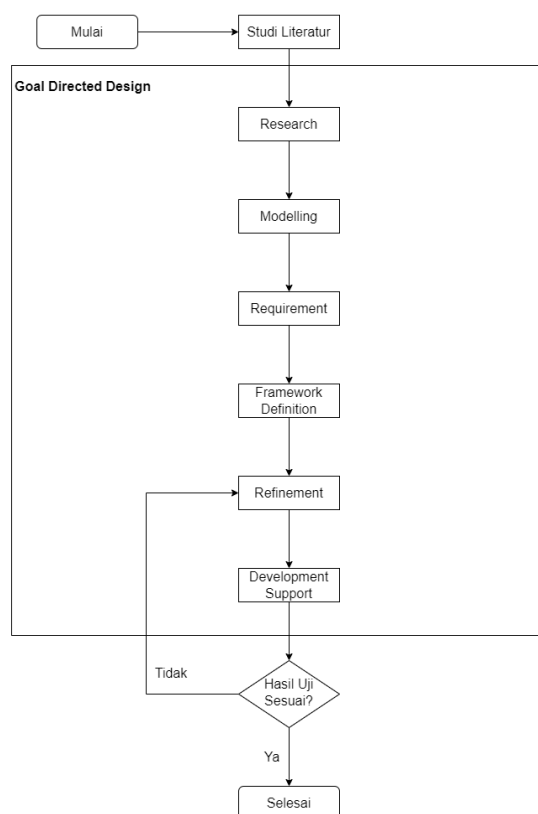 Mulai
Studi Literatur
Goal Directed Design
Research
Modelling
Requirement
Framework
Definition
Refinement
Development
Support
Tidak
Hasil Uji
Sesuai?
Ya
Selesai